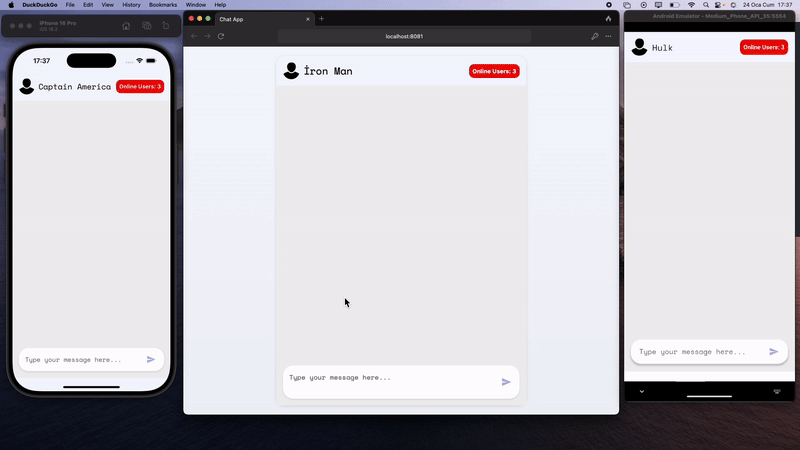 DuckDuckGo File Edit View History Bookmarks Window Help
24 Oca Cum 17:37
iPhone 16 Pro
iOS 18.2
17:37
Captain America
Online Users: 3
Type your message here...
Chat App
localhost:8081
İron Man
Online Users: 3
Type your message here...
Android Emulator - Medium_Phone_API_35:5554
Hulk
Online Users: 3
Type your message here...